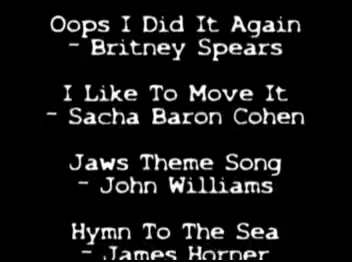 Oops I Did It Again
- Britney Spears
I Like To Move It
- Sacha Baron Cohen
Jaws Theme Song
- John Williams
Hymn To The Sea
- James Horner